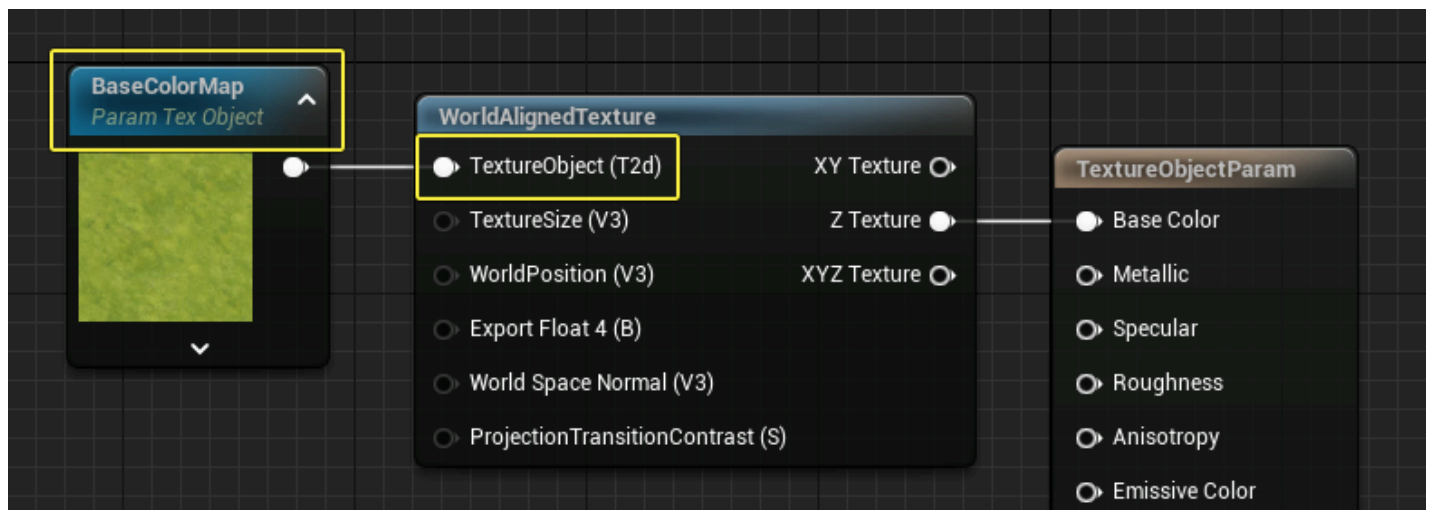 BaseColorMap
Param Tex Object
WorldAlignedTexture
TextureObject (T2d)
XY Texture
TextureSize (V3)
Z Texture
WorldPosition (V3)
XYZ Texture
Export Float 4 (B)
World Space Normal (V3)
ProjectionTransitionContrast (S)
TextureObjectParam
Base Color
Metallic
Specular
Roughness
Anisotropy
Emissive Color